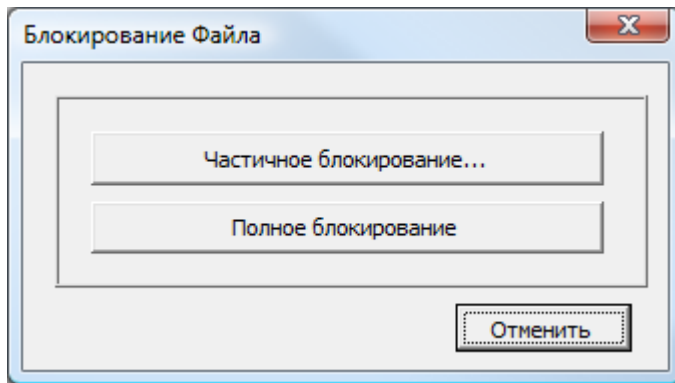 Блокирование Файла
Частичное блокирование...
Полное блокирование
Отменить